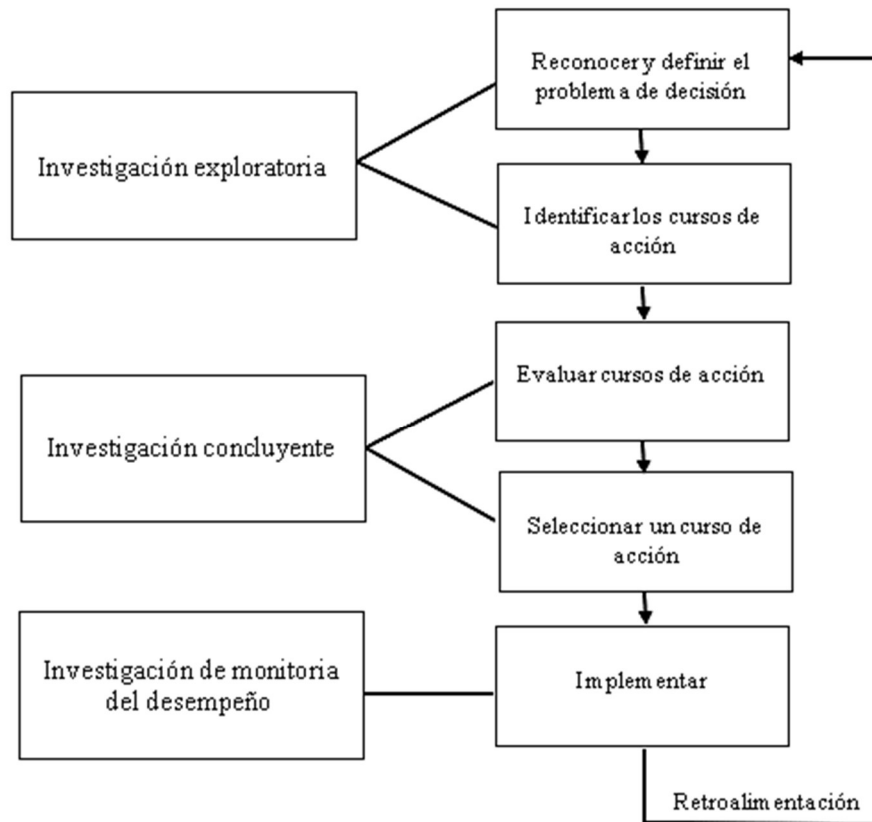 Reconocer y definir el
problema de decisión
Investigación exploratoria
Identificar los cursos de
acción
Evaluar cursos de acción
Investigación concluyente
Seleccionar un curso de
acción
Investigación de monitoria
del desempeño
Implementar
Retroalimentación